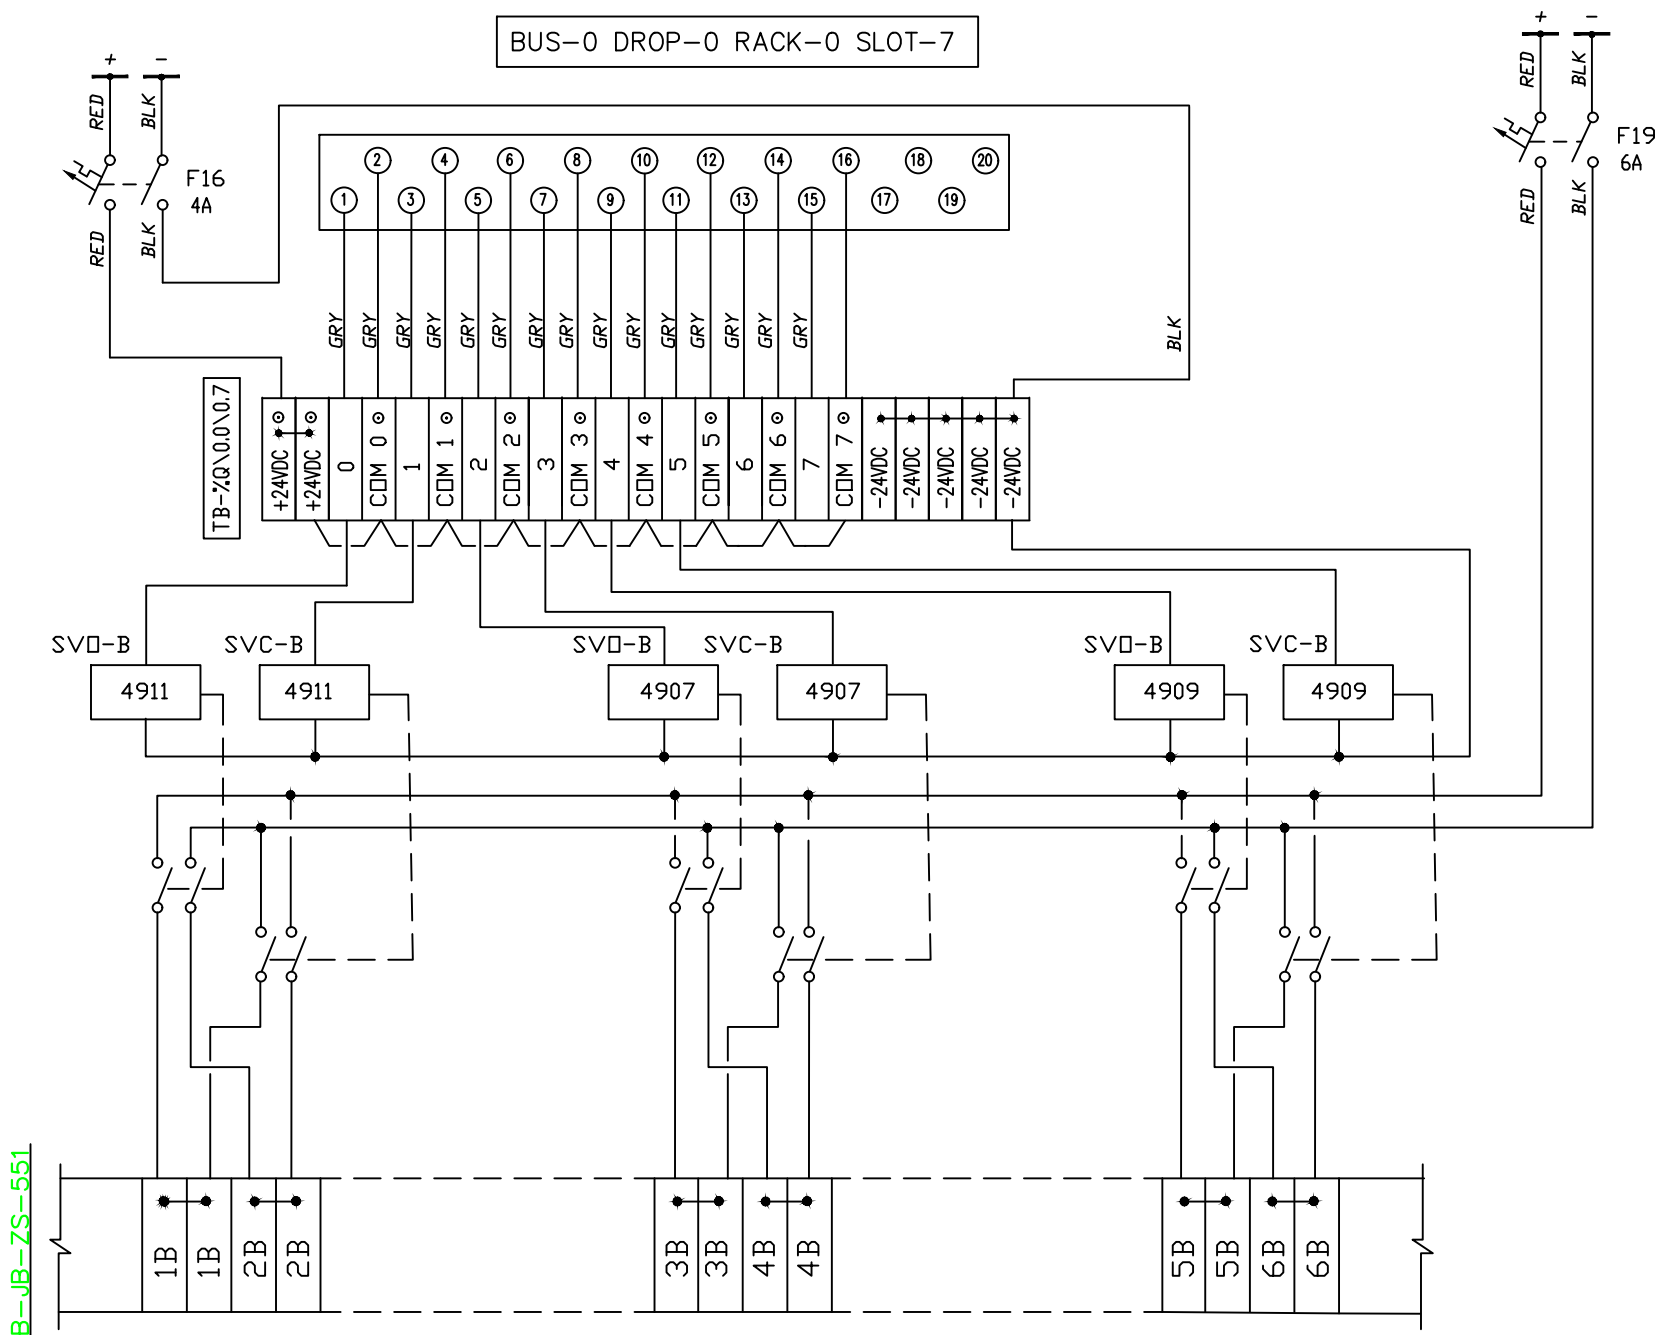 BUS-0 DROP-0 RACK-0 SLOT-7
+ -
+ -
RED BLK
RED BLK
F16
4A
F19
6A
RED BLK
RED BLK
2 4 6 8 10 12 14 16 18 20
1 3 5 7 9 11 13 15 17 19
GRY GRY GRY GRY GRY GRY GRY GRY GRY GRY GRY GRY GRY GRY GRY
BLK
TB-%Q\0.0\0.7
+24VDC
+24VDC
0
COM 0
1
COM 1
2
COM 2
3
COM 3
4
COM 4
5
COM 5
6
COM 6
7
COM 7
-24VDC
-24VDC
-24VDC
-24VDC
-24VDC
SVO-B SVC-B SVO-B SVC-B SVO-B SVC-B
4911 4911 4907 4907 4909 4909
B-JB-ZS-551
1B 1B 2B 2B 3B 3B 4B 4B 5B 5B 6B 6B